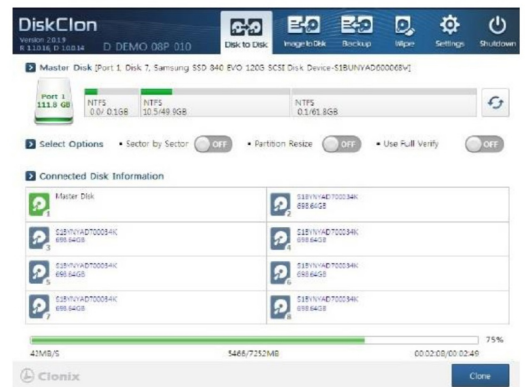 DiskClon
Version 2.0.1.9
D DEMO 08P 010
Disk to Disk
Image to Disk
Backup
Wipe
Settings
Shutdown
Master Disk [Port 1, Disk 7, Samsung SSD 840 EVO 120G SCSI Disk Device-
Port 1
111.8 GB
NTFS
0.0/ 0.1GB
NTFS
10.5/49.9GB
NTFS
0.1/61.8GB
Select Options
• Sector by Sector
OFF
• Partition Resize
OFF
• Use Full Verify
OFF
Connected Disk Information
Master Disk
1
698.64GB
2
698.64GB
3
698.64GB
4
698.64GB
5
698.64GB
6
698.64GB
7
698.64GB
8
75%
42MB/S
5466/7252MB
00:02:08/00:02:49
Clonix
Clone